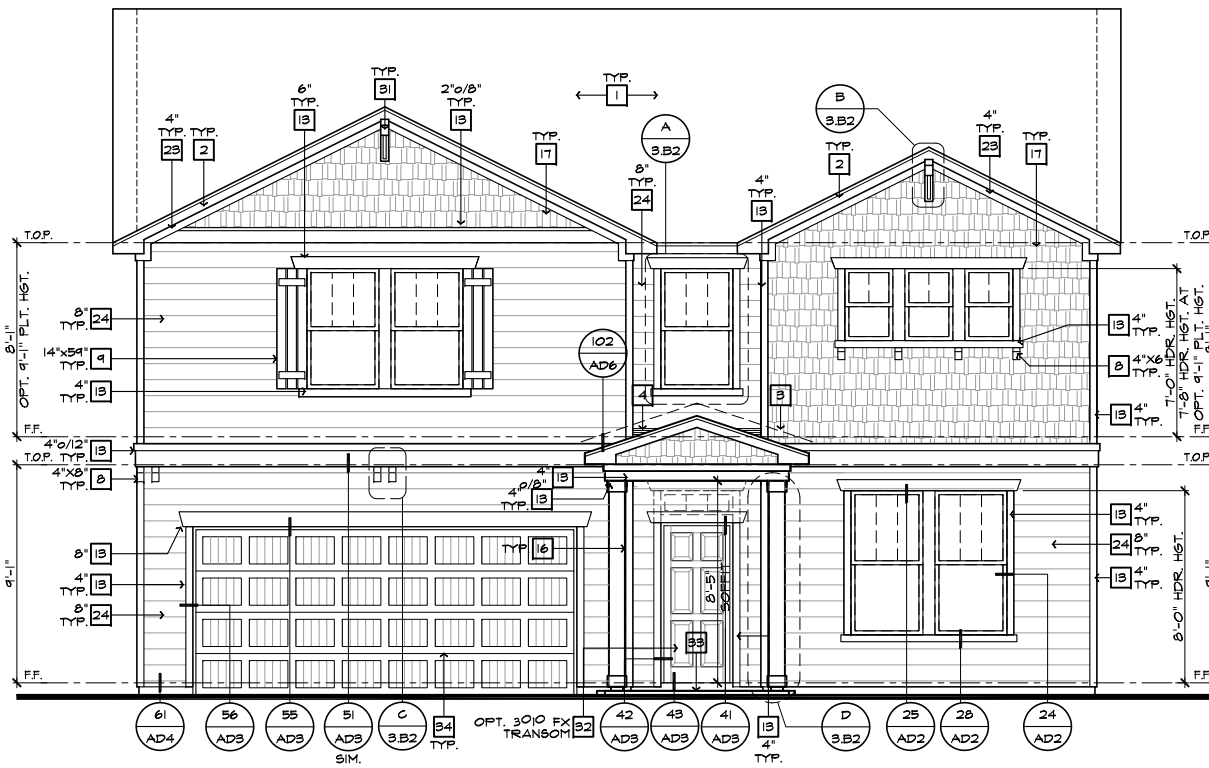 TYP.
31
6"
TYP.
13
2"o/8"
TYP.
13
TYP.
1
B
3.B2
4"
TYP.
23
TYP.
2
17
TYP.
A
3.B2
8"
TYP.
24
4"
TYP.
13
TYP.
2
4"
TYP.
23
TYP.
17
T.O.P.
T.O.P.
8'-1"
OPT. 9'-1" PLT. HGT.
8"
TYP. 24
14"x59"
TYP. 9
4"
TYP. 13
102
AD6
4
3
13 4"
TYP.
8 4"X6
TYP.
13 4"
TYP.
7'-0" HDR. HGT.
7'-8" HDR. HGT. AT
OPT. 9'-1" PLT. HGT.
F.F.
F.F.
4"o/12"
TYP. 13
T.O.P.
T.O.P.
4"X8"
TYP. 8
4"
13
4"o/8"
TYP. 13
TYP. 16
8" 13
4"
TYP. 13
8"
TYP. 24
9'-1"
8'-5"
SOFFIT
33
13 4"
TYP.
24 8"
TYP.
13 4"
TYP.
8'-0" HDR. HGT.
9'-1"
F.F.
F.F.
61
AD4
56
AD3
55
AD3
51
AD3
SIM.
C
3.B2
34
TYP.
OPT. 3010 FX
TRANSOM 32
42
AD3
43
AD3
41
AD3
13
4"
TYP.
D
3.B2
25
AD2
28
AD2
24
AD2